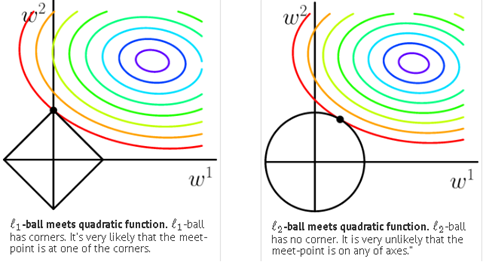 w²
w¹
ℓ₁-ball meets quadratic function. ℓ₁-ball
has corners. It's very likely that the meet-
point is at one of the corners.
w²
w¹
ℓ₂-ball meets quadratic function. ℓ₂-ball
has no corner. It is very unlikely that the
meet-point is on any of axes."